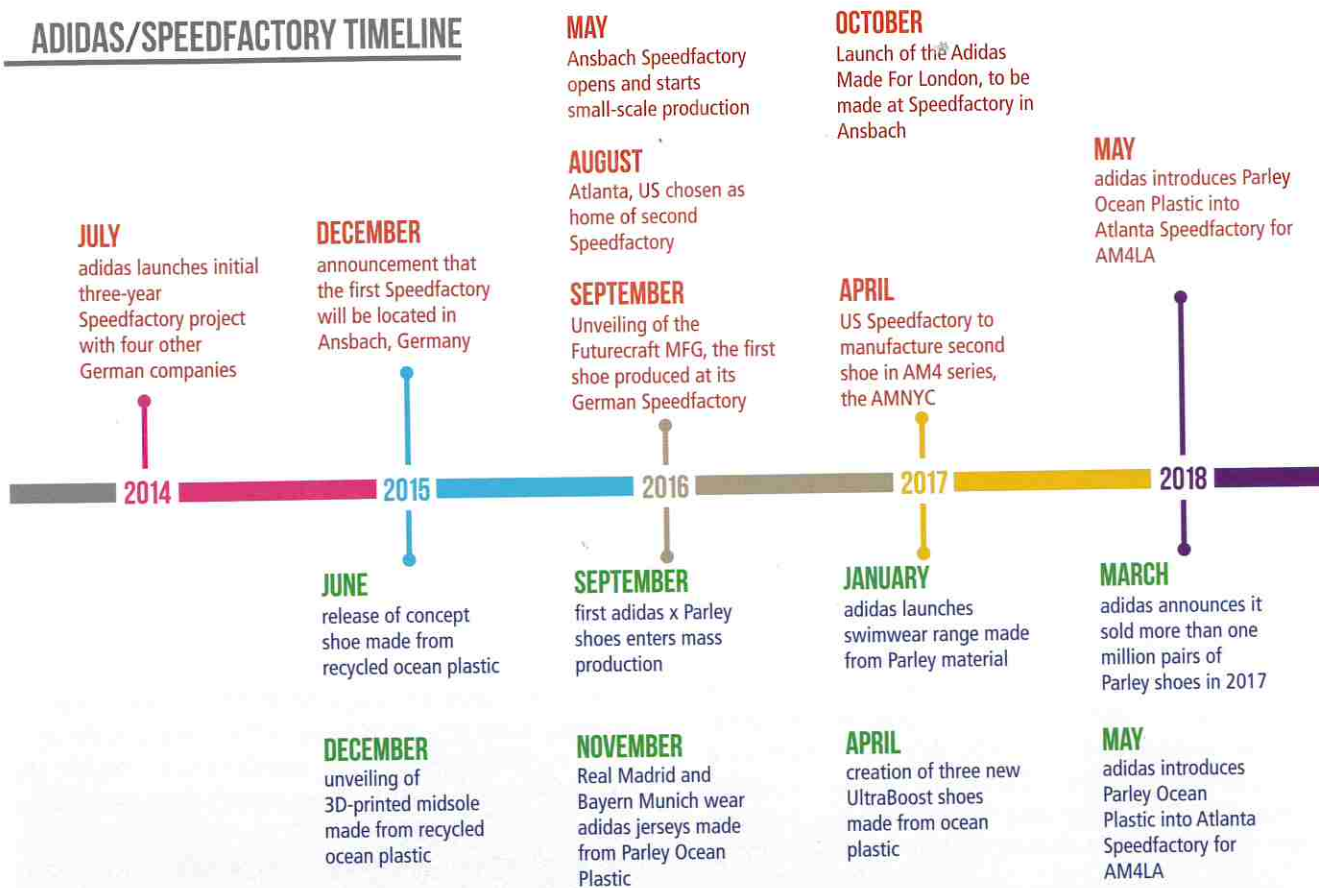 ADIDAS/SPEEDFACTORY TIMELINE
JULY
adidas launches initial
three-year
Speedfactory project
with four other
German companies
DECEMBER
announcement that
the first Speedfactory
will be located in
Ansbach, Germany
MAY
Ansbach Speedfactory
opens and starts
small-scale production
AUGUST
Atlanta, US chosen as
home of second
Speedfactory
SEPTEMBER
Unveiling of the
Futurecraft MFG, the first
shoe produced at its
German Speedfactory
OCTOBER
Launch of the Adidas
Made For London, to be
made at Speedfactory in
Ansbach
APRIL
US Speedfactory to
manufacture second
shoe in AM4 series,
the AMNYC
MAY
adidas introduces Parley
Ocean Plastic into
Atlanta Speedfactory for
AM4LA
2014
2015
2016
2017
2018
JUNE
release of concept
shoe made from
recycled ocean plastic
DECEMBER
unveiling of
3D-printed midsole
made from recycled
ocean plastic
SEPTEMBER
first adidas x Parley
shoes enters mass
production
NOVEMBER
Real Madrid and
Bayern Munich wear
adidas jerseys made
from Parley Ocean
Plastic
JANUARY
adidas launches
swimwear range made
from Parley material
APRIL
creation of three new
UltraBoost shoes
made from ocean
plastic
MARCH
adidas announces it
sold more than one
million pairs of
Parley shoes in 2017
MAY
adidas introduces
Parley Ocean
Plastic into Atlanta
Speedfactory for
AM4LA